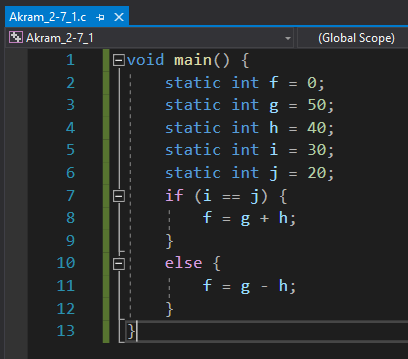 Akram_2-7_1.c
Akram_2-7_1 (Global Scope)
1 void main() {
2 static int f = 0;
3 static int g = 50;
4 static int h = 40;
5 static int i = 30;
6 static int j = 20;
7 if (i == j) {
8 f = g + h;
9 }
10 else {
11 f = g - h;
12 }
13 }